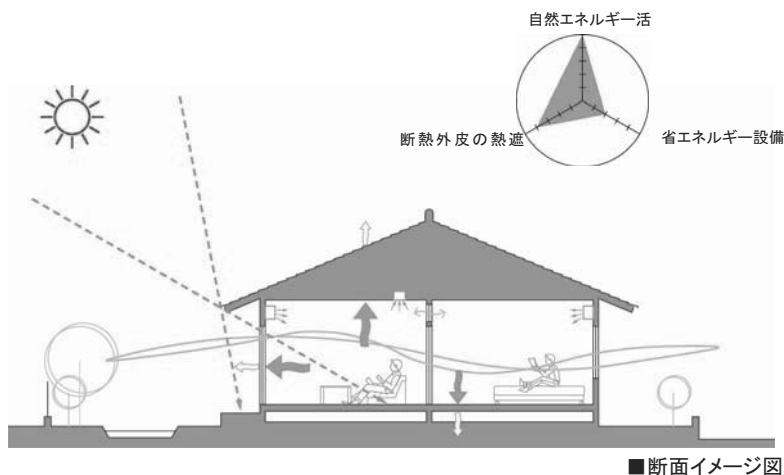 自然エネルギー活
断熱外皮の熱遮
省エネルギー設備
■断面イメージ図